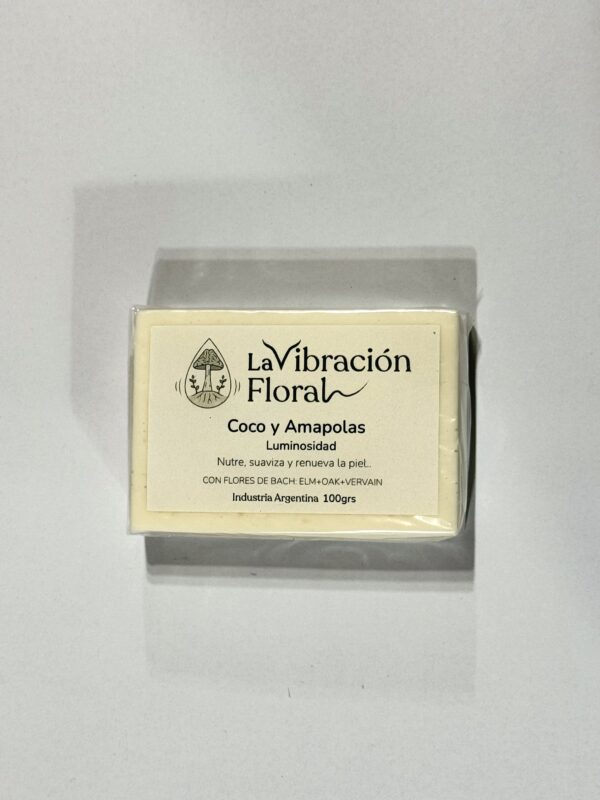 La Vibración
Floral
Coco y Amapolas
Luminosidad
Nutre, suaviza y renueva la piel..
CON FLORES DE BACH: ELM+OAK+VERVAIN
Industria Argentina 100grs